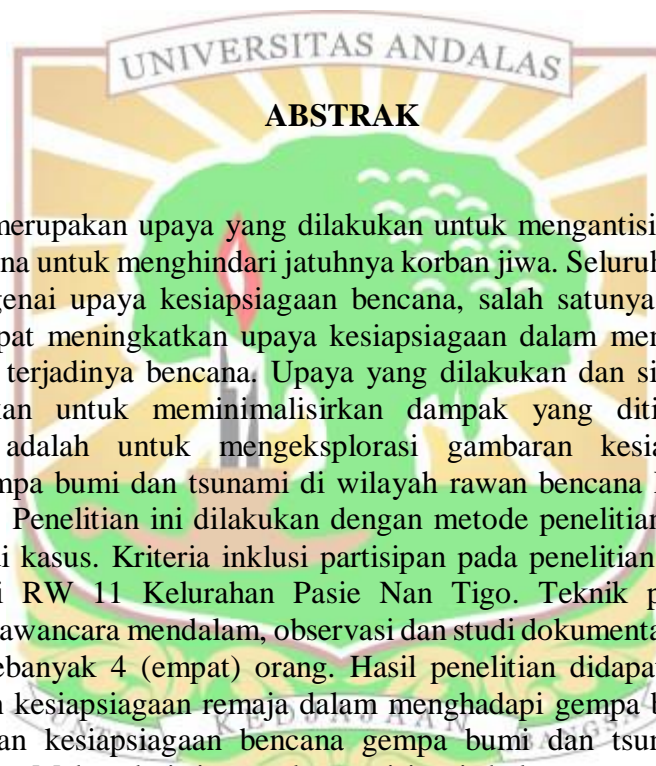 UNIVERSITAS ANDALAS
ABSTRAK
merupakan upaya yang dilakukan untuk mengantisi
na untuk menghindari jatuhnya korban jiwa. Seluruh
genai upaya kesiapsiagaan bencana, salah satunya
pat meningkatkan upaya kesiapsiagaan dalam men
terjadinya bencana. Upaya yang dilakukan dan si
kan untuk meminimalisirkan dampak yang diti
adalah untuk mengeksplorasi gambaran kesia
mpa bumi dan tsunami di wilayah rawan bencana
Penelitian ini dilakukan dengan metode penelitian
di kasus. Kriteria inklusi partisipan pada penelitian
i RW 11 Kelurahan Pasie Nan Tigo. Teknik p
awancara mendalam, observasi dan studi dokumenta
ebanyak 4 (empat) orang. Hasil penelitian didapat
n kesiapsiagaan remaja dalam menghadapi gempa b
UNTUK KEDJAJAAN BANGSA
an kesiapsiagaan bencana gempa bumi dan tsun